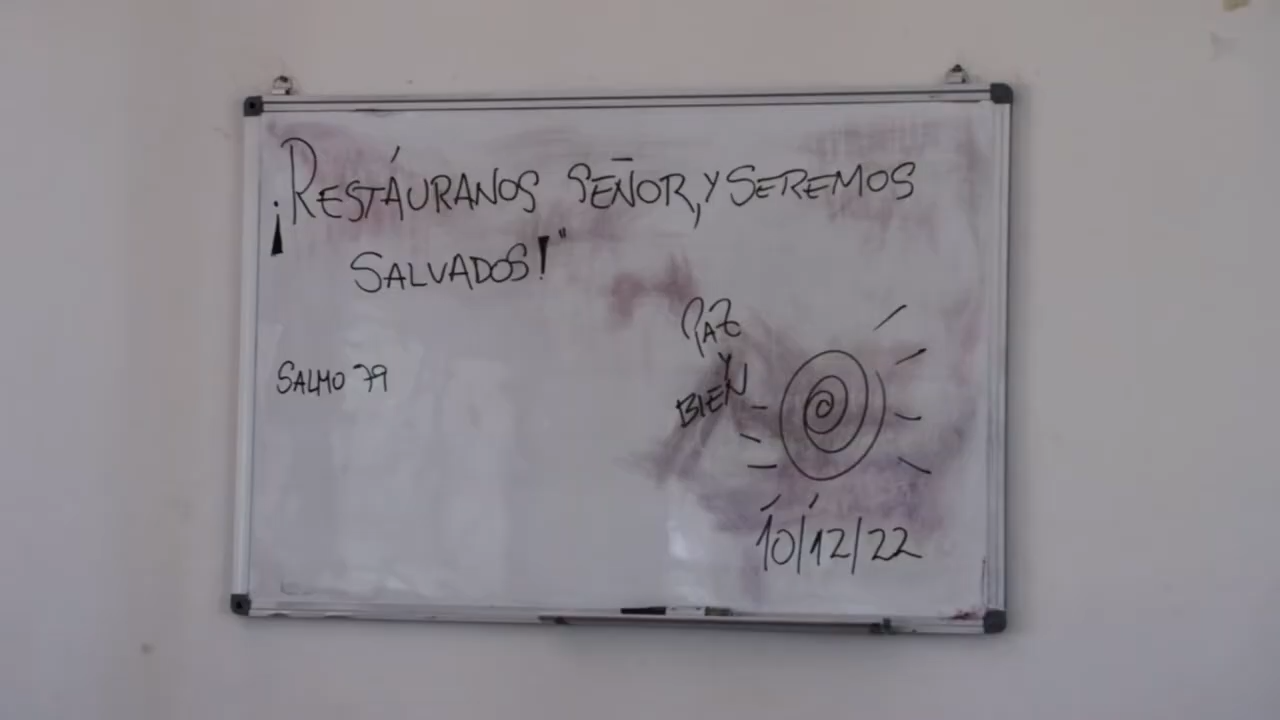 ¡RESTÁURANOS SEÑOR, Y SEREMOS
SALVADOS!"
SALMO 79
PAZ
Y
BIEN
10/12/22